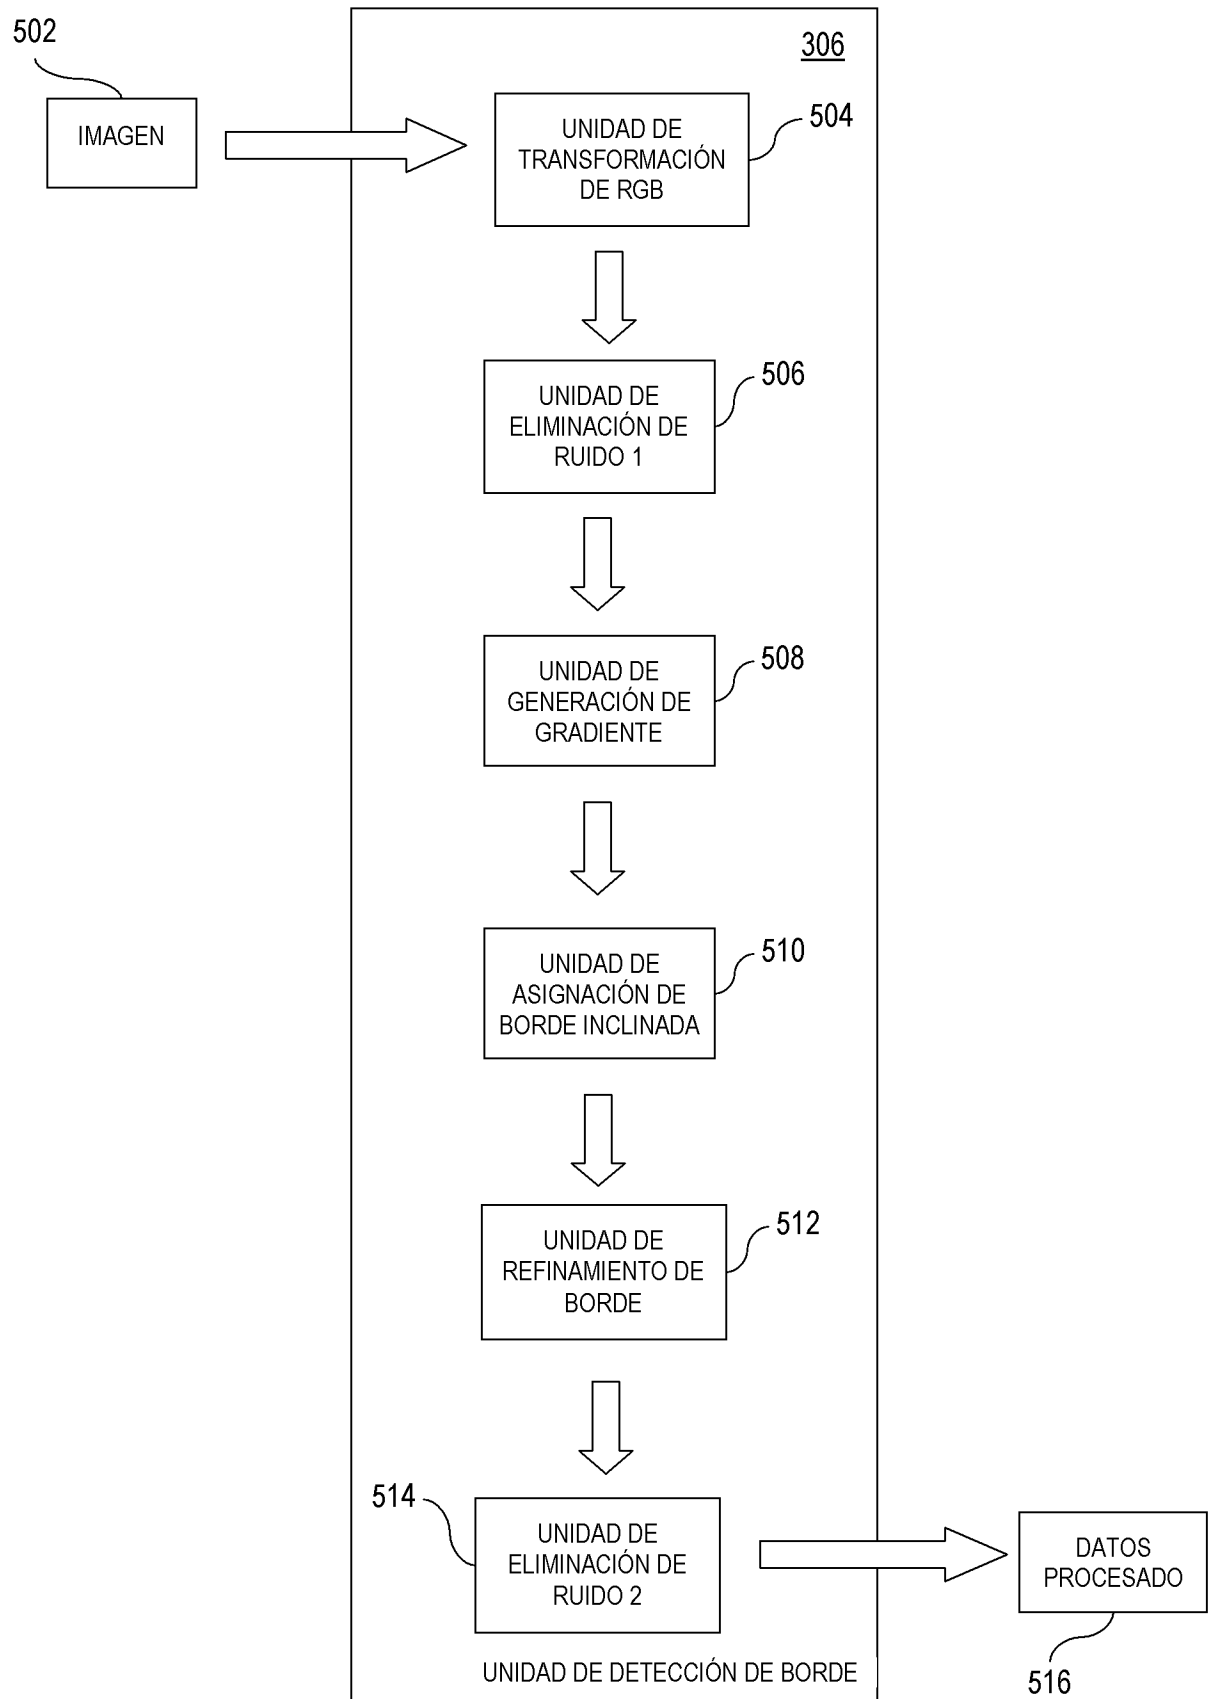 502
306
IMAGEN
UNIDAD DE
TRANSFORMACIÓN
DE RGB
504
UNIDAD DE
ELIMINACIÓN DE
RUIDO 1
506
UNIDAD DE
GENERACIÓN DE
GRADIENTE
508
UNIDAD DE
ASIGNACIÓN DE
BORDE INCLINADA
510
UNIDAD DE
REFINAMIENTO DE
BORDE
512
514
UNIDAD DE
ELIMINACIÓN DE
RUIDO 2
DATOS
PROCESADO
516
UNIDAD DE DETECCIÓN DE BORDE